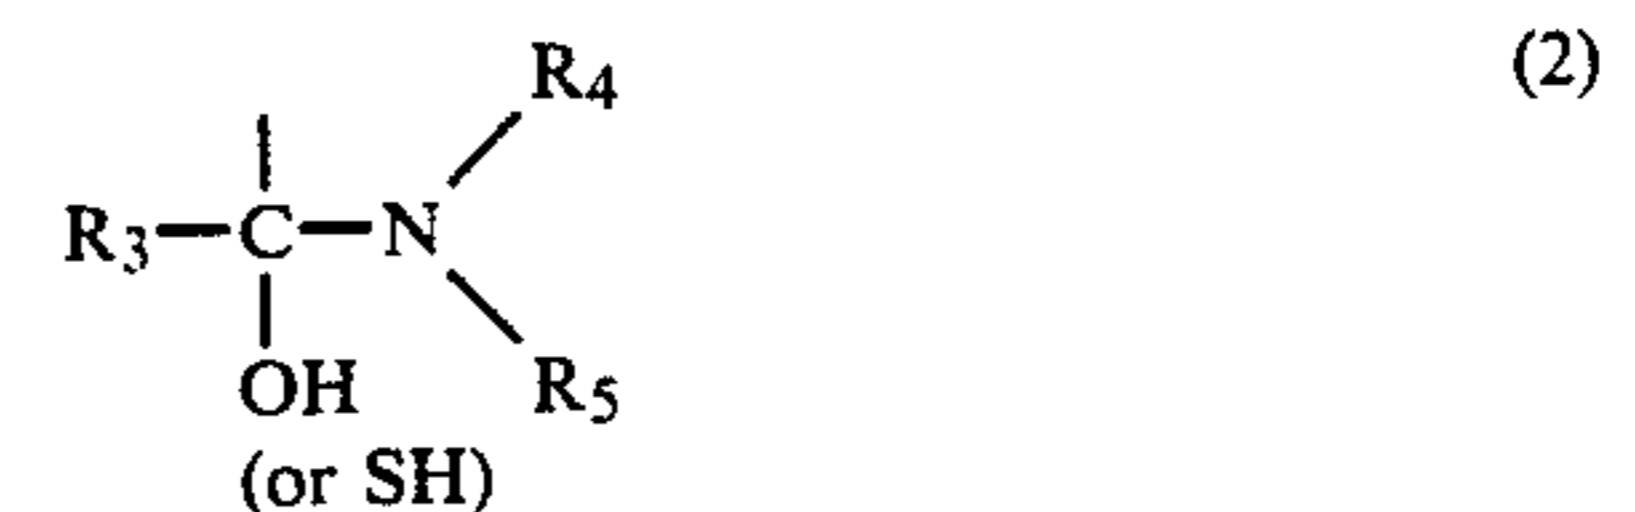 R4 (2)
R3—C—N
OH R5
(or SH)